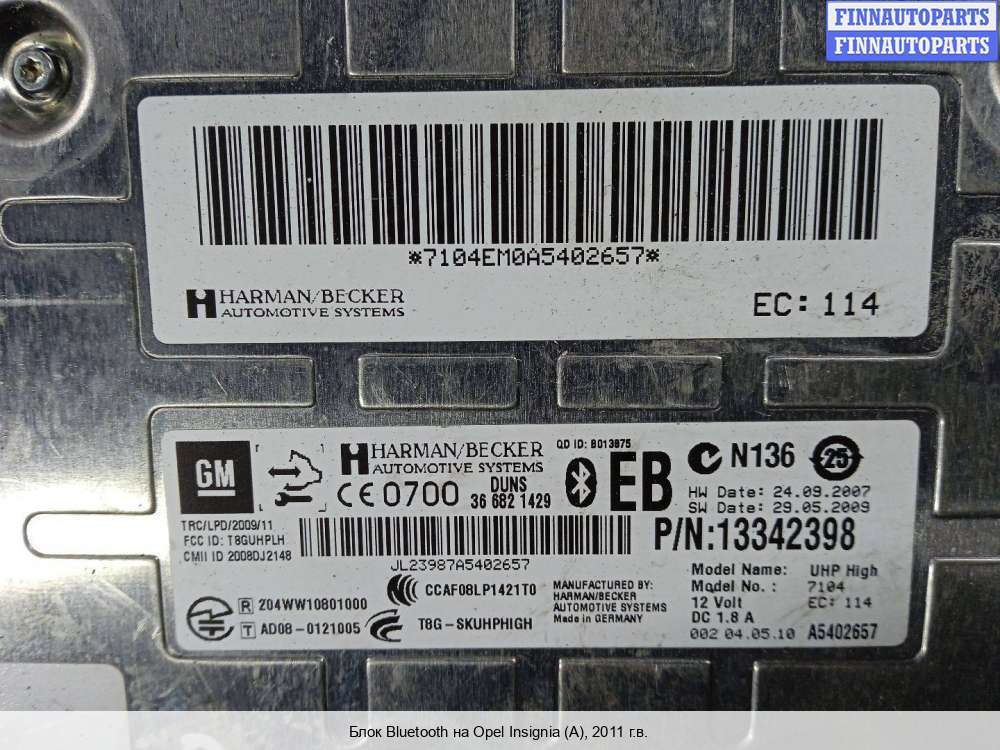 FINNAUTOPARTS
FINNAUTOPARTS
*7104EM0A5402657*
HARMAN/BECKER
AUTOMOTIVE SYSTEMS
EC: 114
GM
HARMAN/BECKER
AUTOMOTIVE SYSTEMS
CE 0700
DUNS
36 682 1429
QD ID: B013875
EB
N136
25
HW Date: 24.09.2007
SW Date: 29.05.2009
P/N:13342398
TRC/LPD/2009/11
FCC ID: T8GUHPLH
CMII ID 2008DJ2148
JL23987A5402657
R 204WW10801000
T AD08-0121005
CCAF08LP1421T0
T8G-SKUHPHIGH
MANUFACTURED BY:
HARMAN/BECKER
AUTOMOTIVE SYSTEMS
Made in GERMANY
Model Name: UHP High
Model No.: 7104
12 Volt EC: 114
DC 1.8 A
002 04.05.10 A5402657
Блок Bluetooth на Opel Insignia (A), 2011 г.в.